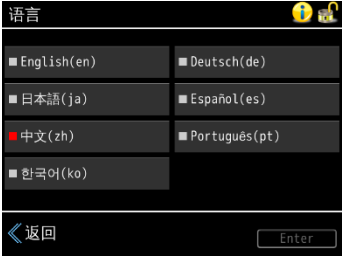 语言
English(en)
Deutsch(de)
日本語(ja)
Español(es)
中文(zh)
Português(pt)
한국어(ko)
返回
Enter